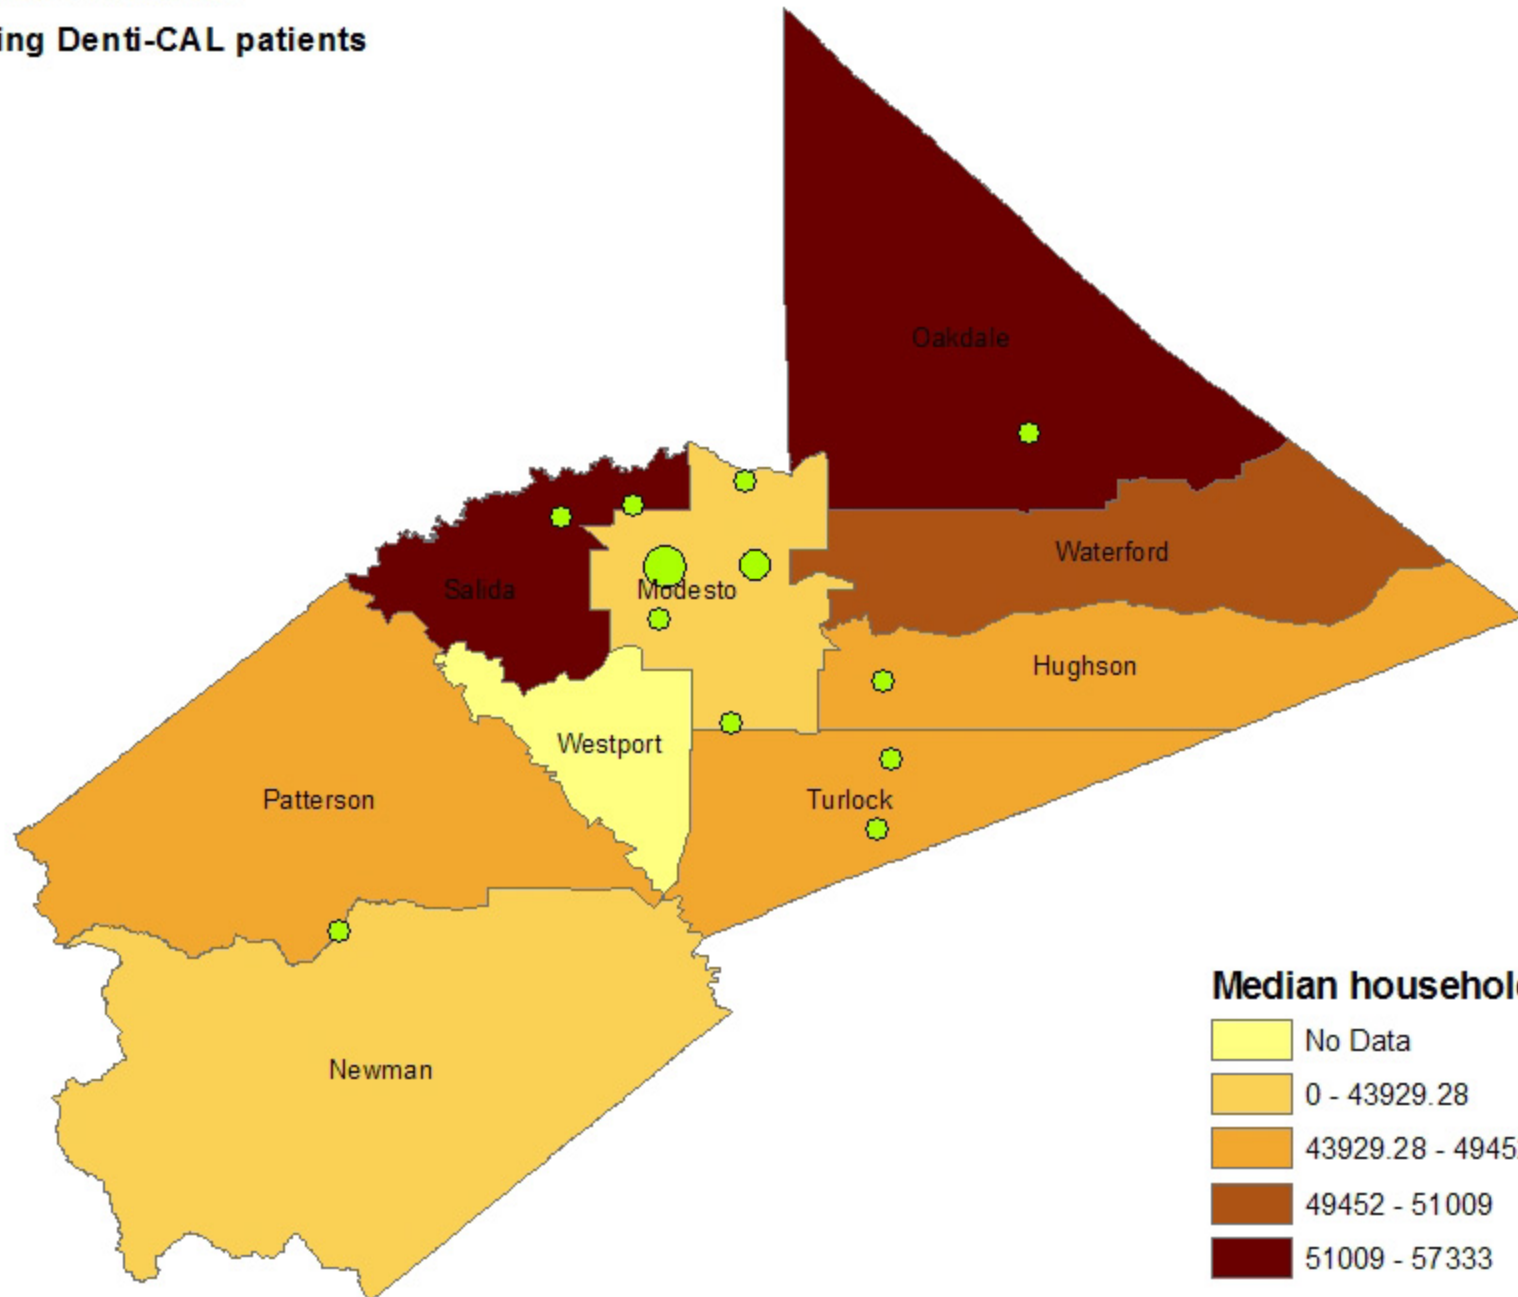 ing Denti-CAL patients
Oakdale
Waterford
Salida
Modesto
Hughson
Westport
Patterson
Turlock
Newman
Median househol
No Data
0 - 43929.28
43929.28 - 4945
49452 - 51009
51009 - 57333